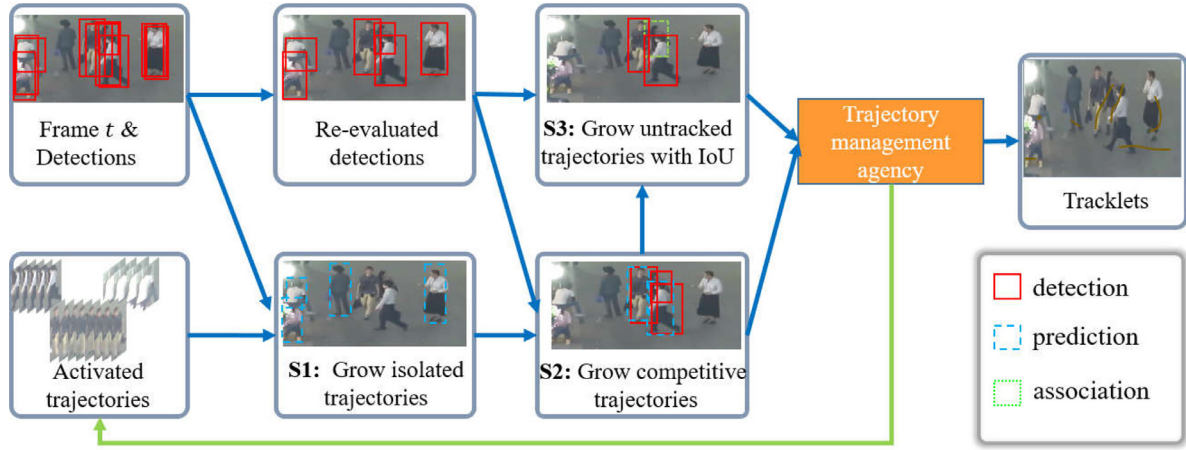 Frame t &
Detections
Re-evaluated
detections
S3: Grow untracked
trajectories with IoU
Trajectory
management
agency
Tracklets
Activated
trajectories
S1: Grow isolated
trajectories
S2: Grow competitive
trajectories
detection
prediction
association